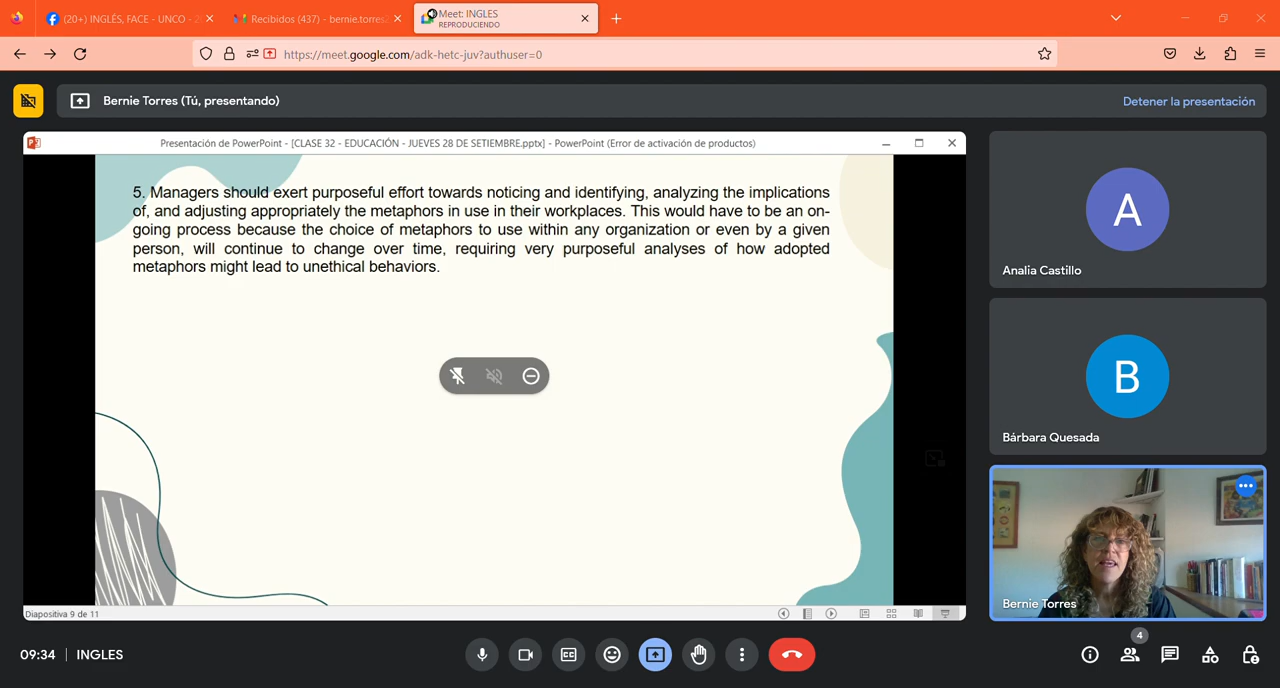 (20+) INGLÉS, FACE - UNCO - 20
Recibidos (437) - bernie.torres
Meet: INGLES
REPRODUCIENDO
https://meet.google.com/adk-hetc-juv?authuser=0
Bernie Torres (Tú, presentando)
Detener la presentación
Presentación de PowerPoint - [CLASE 32 - EDUCACIÓN - JUEVES 28 DE SETIEMBRE.pptx] - PowerPoint (Error de activación de productos)
5. Managers should exert purposeful effort towards noticing and identifying, analyzing the implications
of, and adjusting appropriately the metaphors in use in their workplaces. This would have to be an on-
going process because the choice of metaphors to use within any organization or even by a given
person, will continue to change over time, requiring very purposeful analyses of how adopted
metaphors might lead to unethical behaviors.
A
Analia Castillo
B
Bárbara Quesada
Bernie Torres
Diapositiva 9 de 11
09:34 | INGLES
4